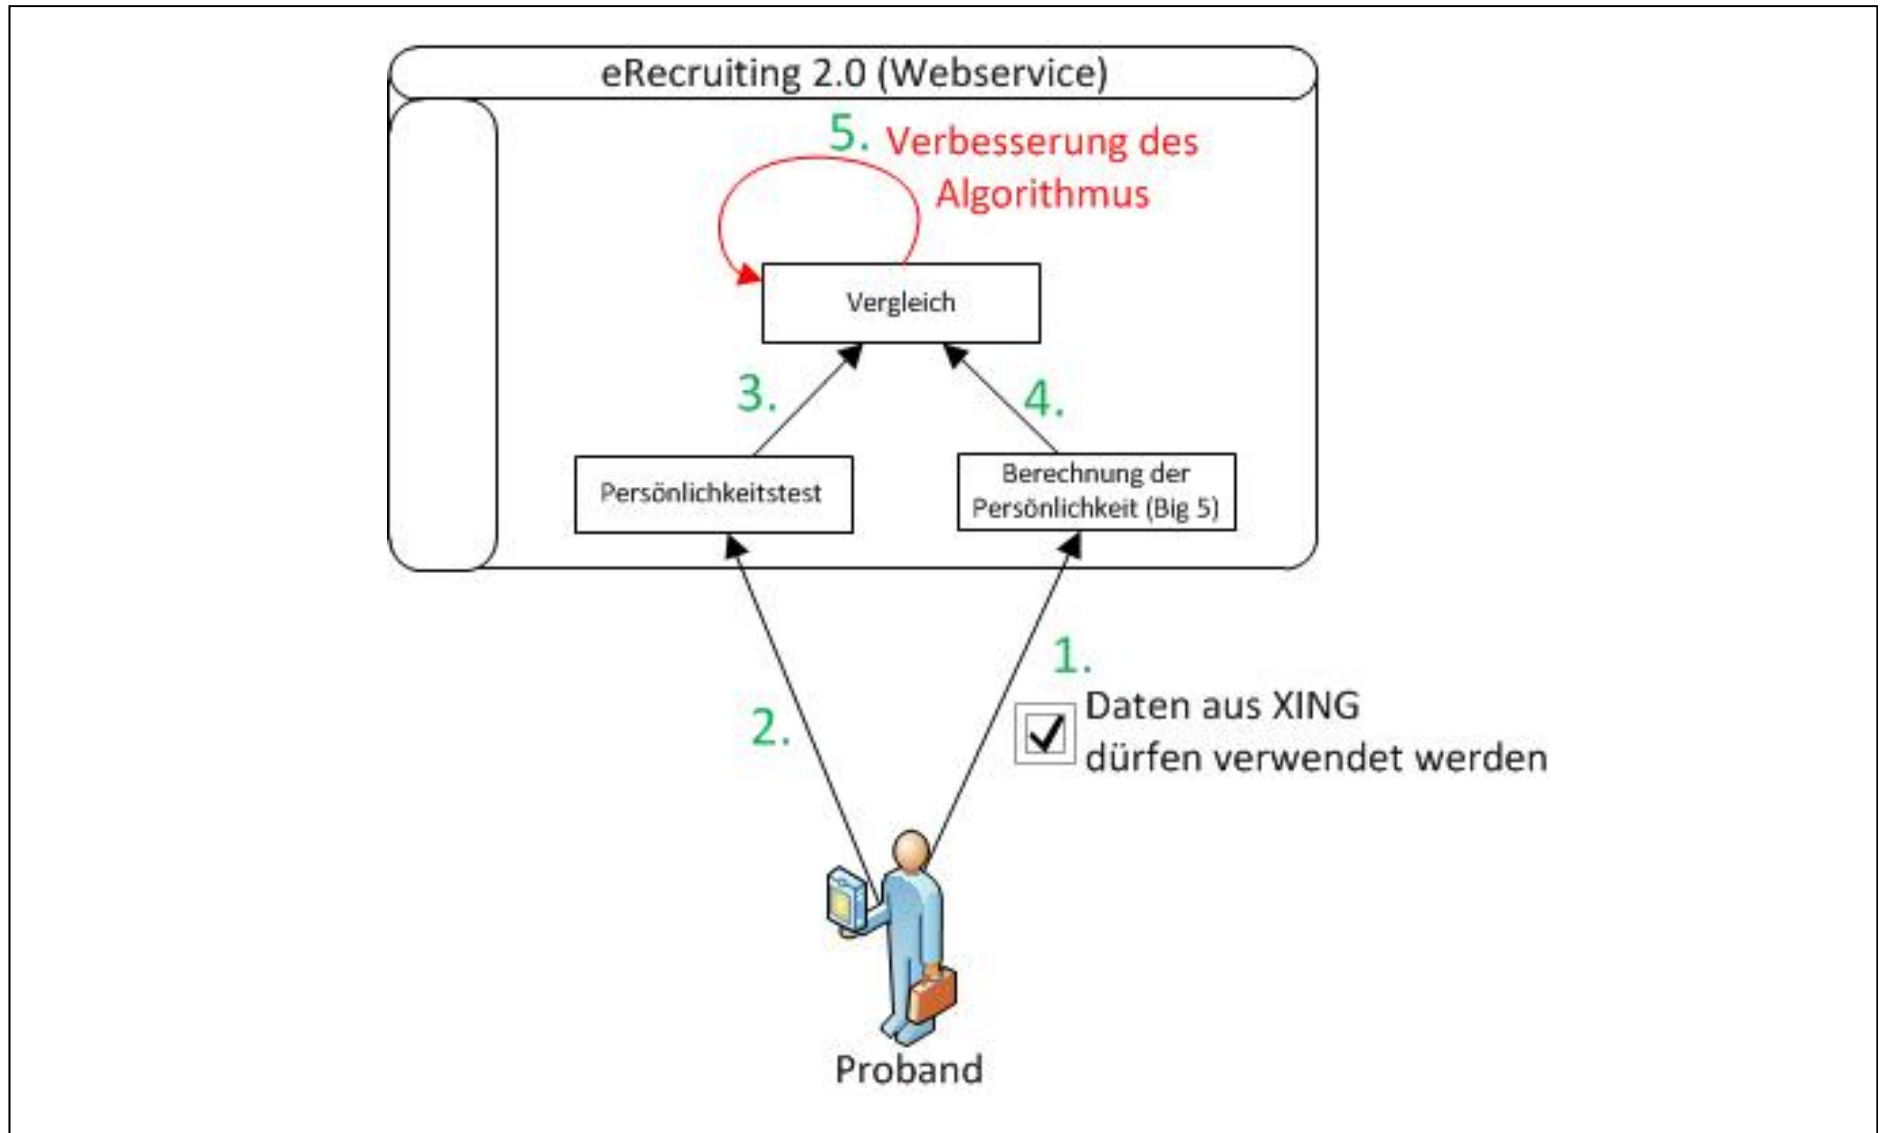 eRecruiting 2.0 (Webservice)
5. Verbesserung des
Algorithmus
Vergleich
3.
4.
Persönlichkeitstest
Berechnung der
Persönlichkeit (Big 5)
1.
2.
Daten aus XING
dürfen verwendet werden
Proband